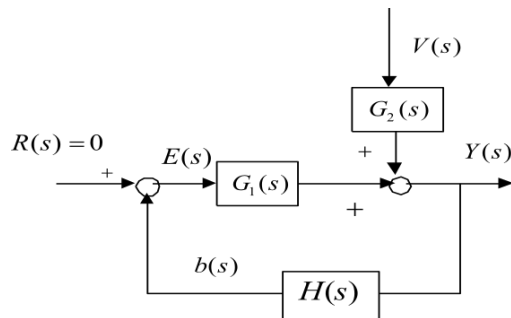 V(s)
G₂(s)
R(s)=0
+
E(s)
G₁(s)
+
+
Y(s)
b(s)
H(s)